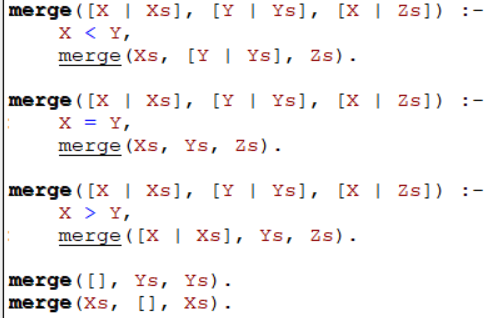 merge([X | Xs], [Y | Ys], [X | Zs]) :-
    X < Y,
    merge(Xs, [Y | Ys], Zs).

merge([X | Xs], [Y | Ys], [X | Zs]) :-
    X = Y,
    merge(Xs, Ys, Zs).

merge([X | Xs], [Y | Ys], [X | Zs]) :-
    X > Y,
    merge([X | Xs], Ys, Zs).

merge([], Ys, Ys).
merge(Xs, [], Xs).